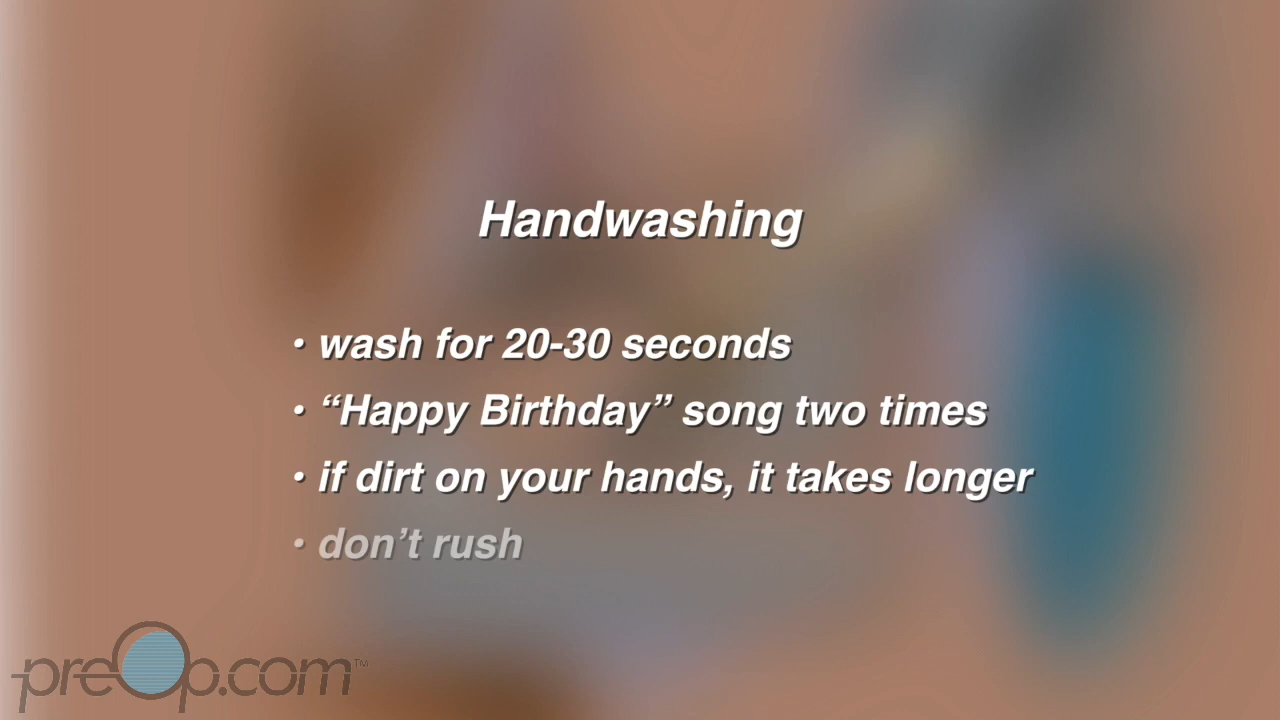 Handwashing
• wash for 20-30 seconds
• “Happy Birthday” song two times
• if dirt on your hands, it takes longer
• don’t rush
preOp.com™